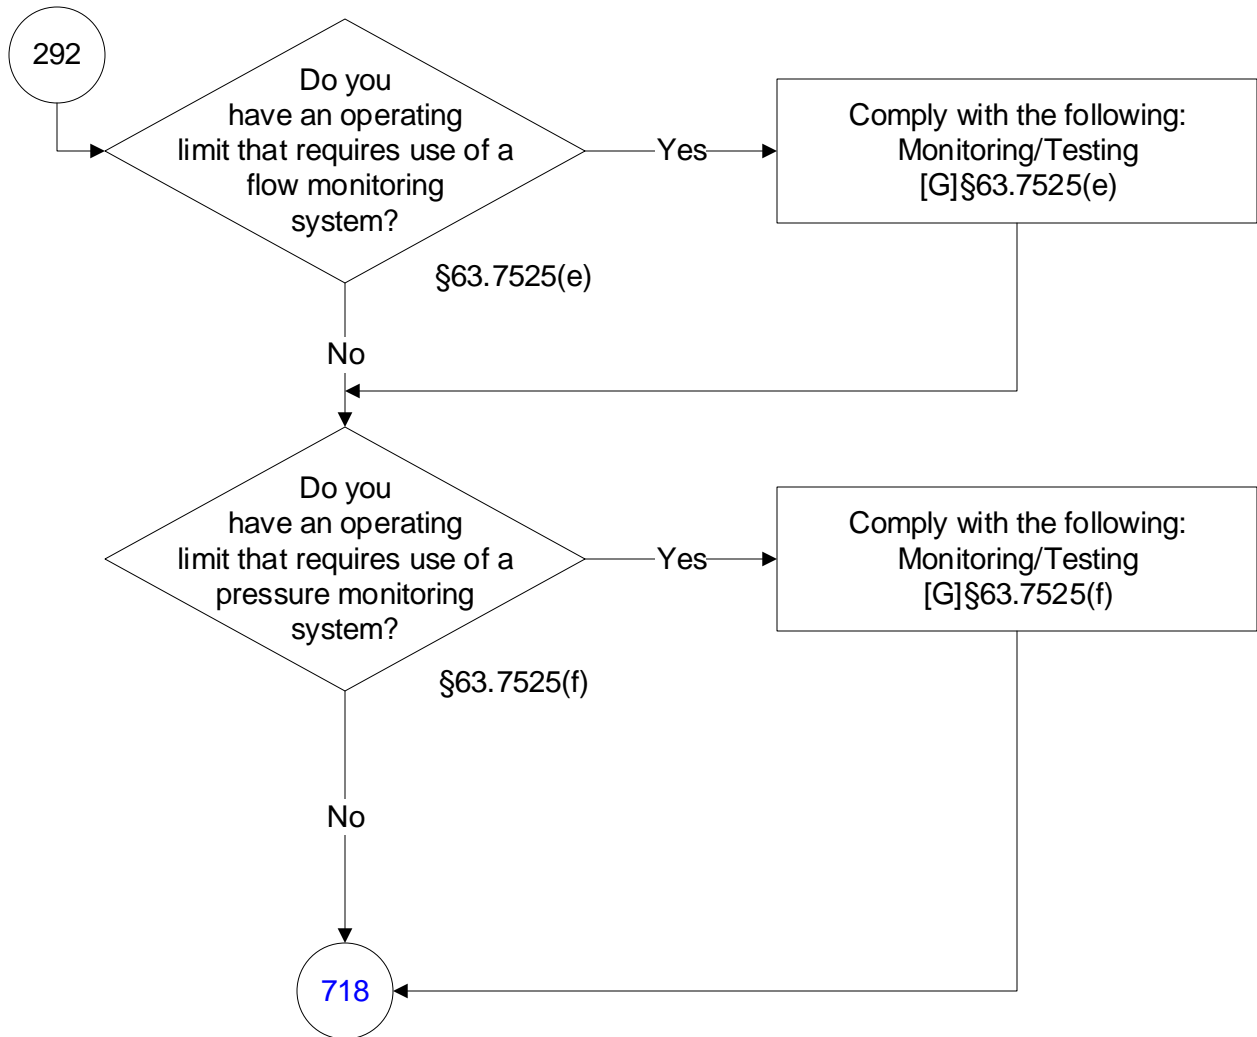 292
Do you
have an operating
limit that requires use of a
flow monitoring
system?
Yes
Comply with the following:
Monitoring/Testing
[G]§63.7525(e)
§63.7525(e)
No
Do you
have an operating
limit that requires use of a
pressure monitoring
system?
Yes
Comply with the following:
Monitoring/Testing
[G]§63.7525(f)
§63.7525(f)
No
718